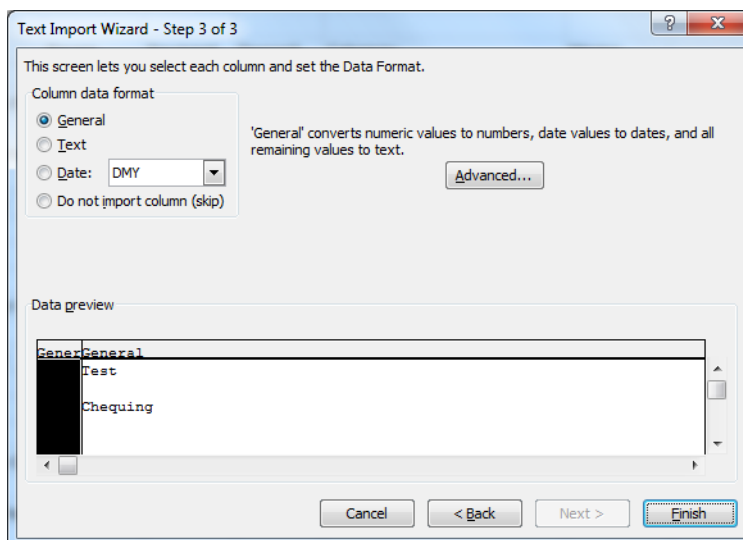 Text Import Wizard - Step 3 of 3
This screen lets you select each column and set the Data Format.
Column data format
General
Text
Date: DMY
Do not import column (skip)
'General' converts numeric values to numbers, date values to dates, and all
remaining values to text.
Advanced...
Data preview
GenerGeneral
Test
Chequing
Cancel < Back Next > Finish